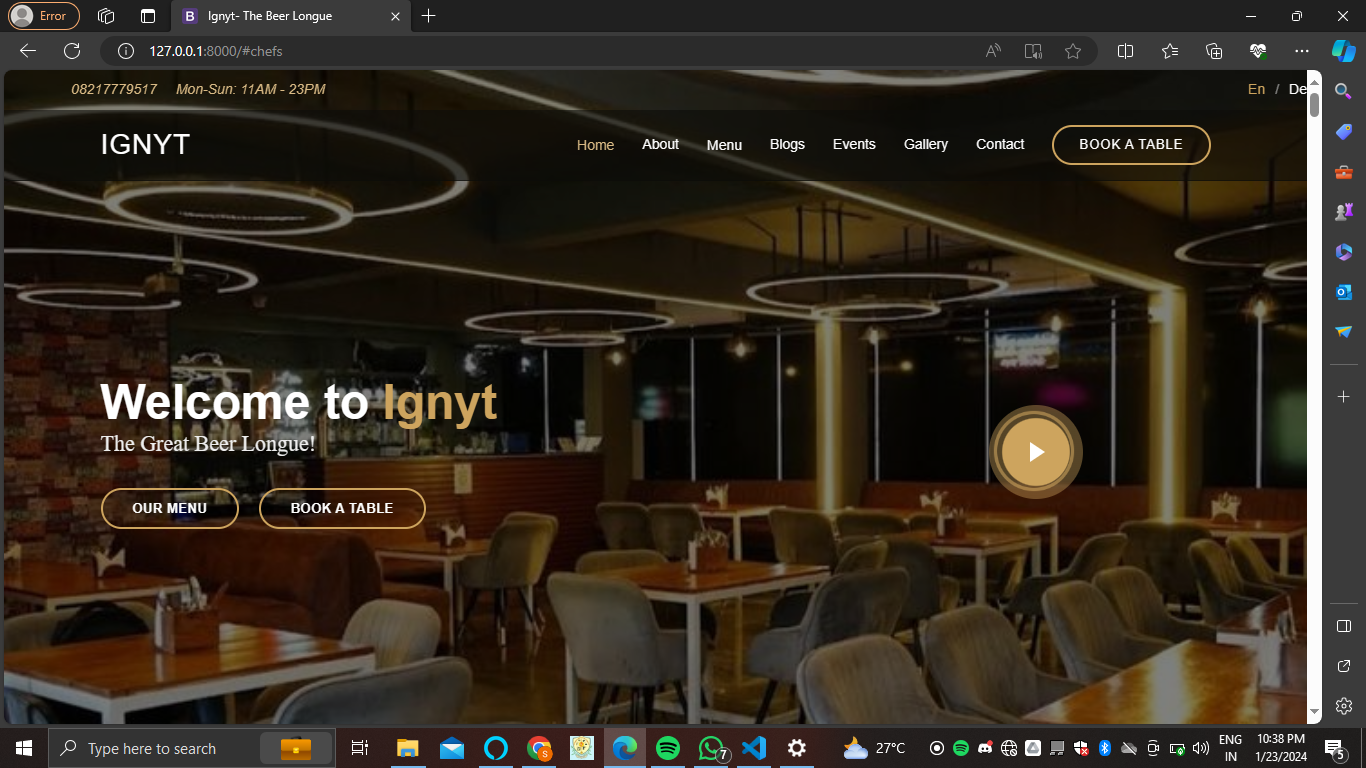 Error
Ignyt- The Beer Longue
127.0.0.1:8000/#chefs
08217779517 Mon-Sun: 11AM - 23PM
En / De
IGNYT
Home About Menu Blogs Events Gallery Contact BOOK A TABLE
Welcome to Ignyt
The Great Beer Longue!
OUR MENU BOOK A TABLE
Type here to search
7
27°C
ENG
IN
10:38 PM
1/23/2024
5